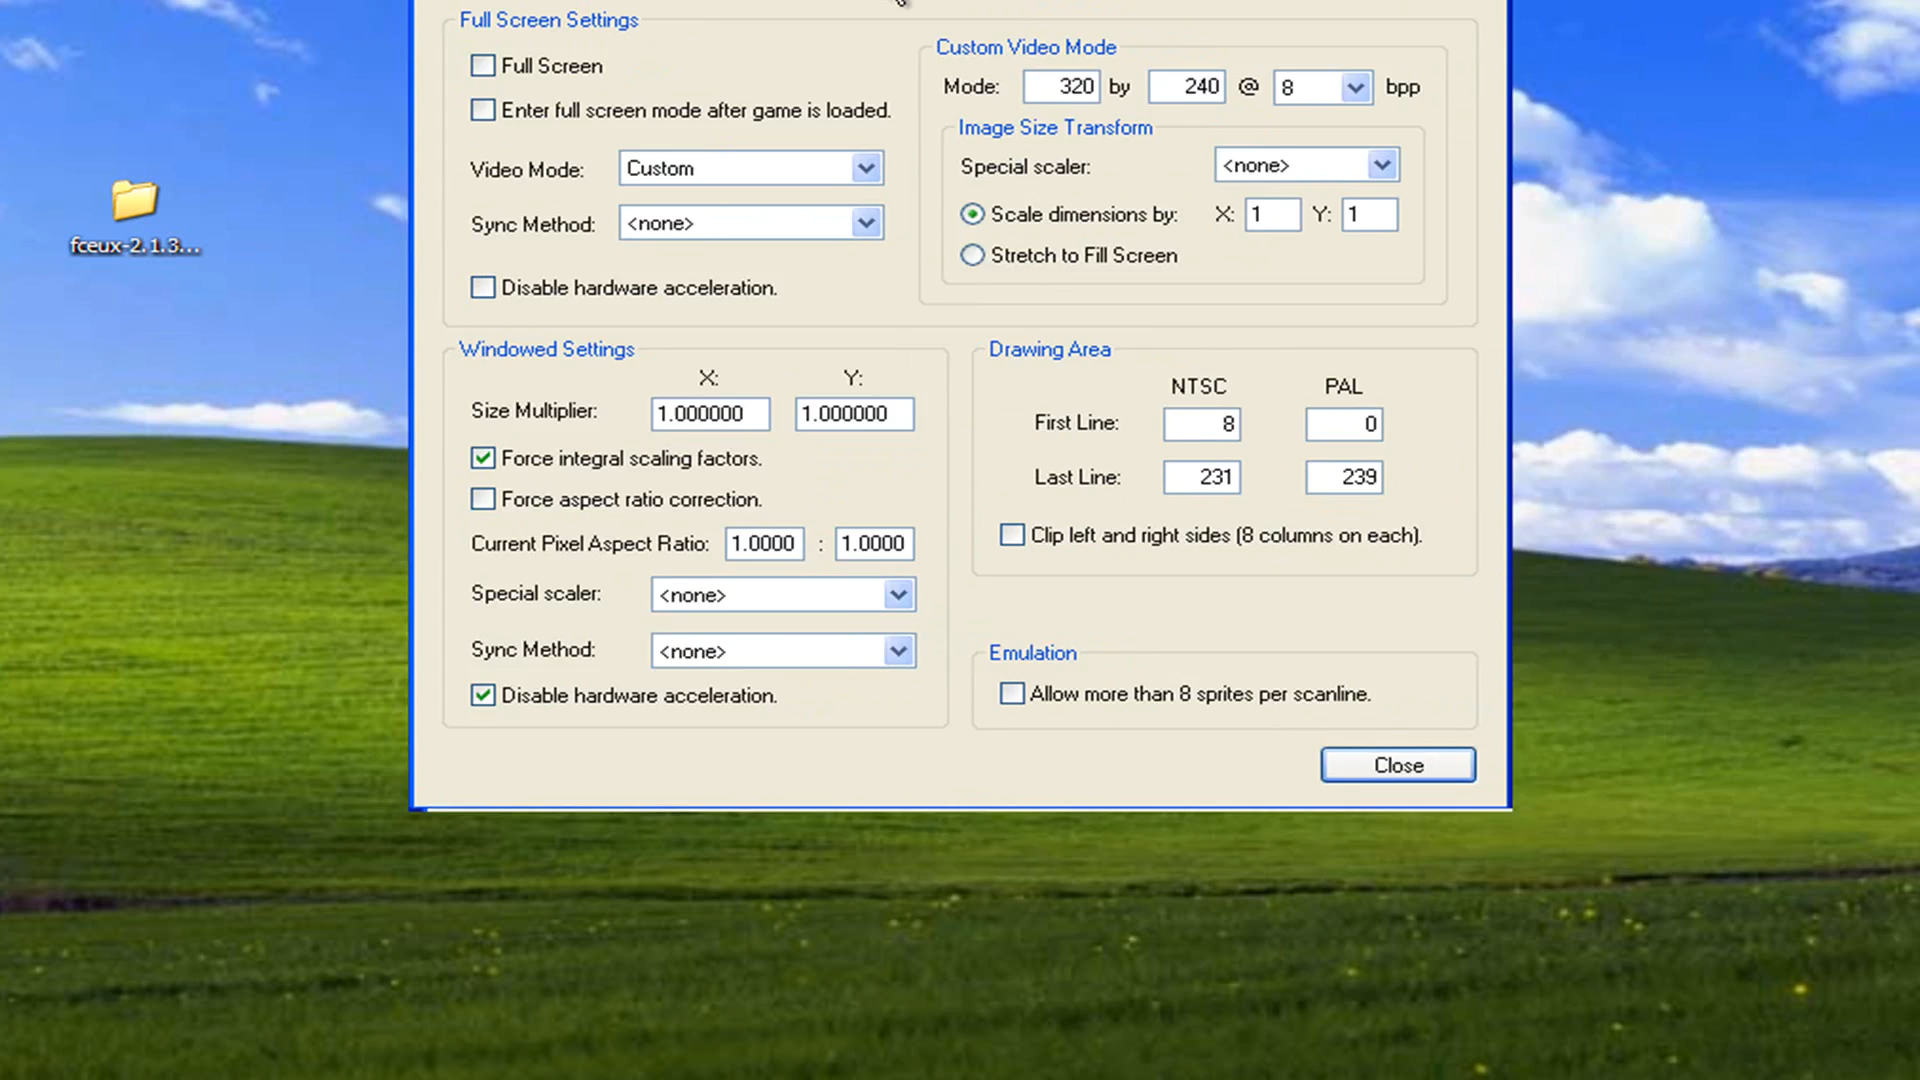 Full Screen Settings
Full Screen
Enter full screen mode after game is loaded.
Video Mode: Custom
Sync Method: <none>
Disable hardware acceleration.
Custom Video Mode
Mode: 320 by 240 @ 8 bpp
Image Size Transform
Special scaler: <none>
Scale dimensions by: X: 1 Y: 1
Stretch to Fill Screen
fceux-2.1.3...
Windowed Settings
X: Y:
Size Multiplier: 1.000000 1.000000
Force integral scaling factors.
Force aspect ratio correction.
Current Pixel Aspect Ratio: 1.0000 : 1.0000
Special scaler: <none>
Sync Method: <none>
Disable hardware acceleration.
Drawing Area
NTSC PAL
First Line: 8 0
Last Line: 231 239
Clip left and right sides (8 columns on each).
Emulation
Allow more than 8 sprites per scanline.
Close